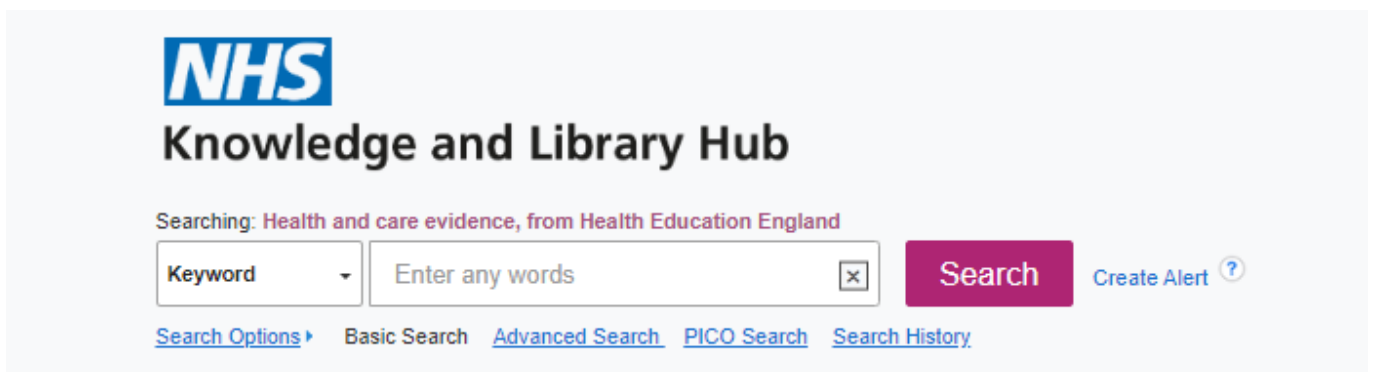 NHS
Knowledge and Library Hub
Searching: Health and care evidence, from Health Education England
Keyword Enter any words Search Create Alert ?
Search Options Basic Search Advanced Search PICO Search Search History